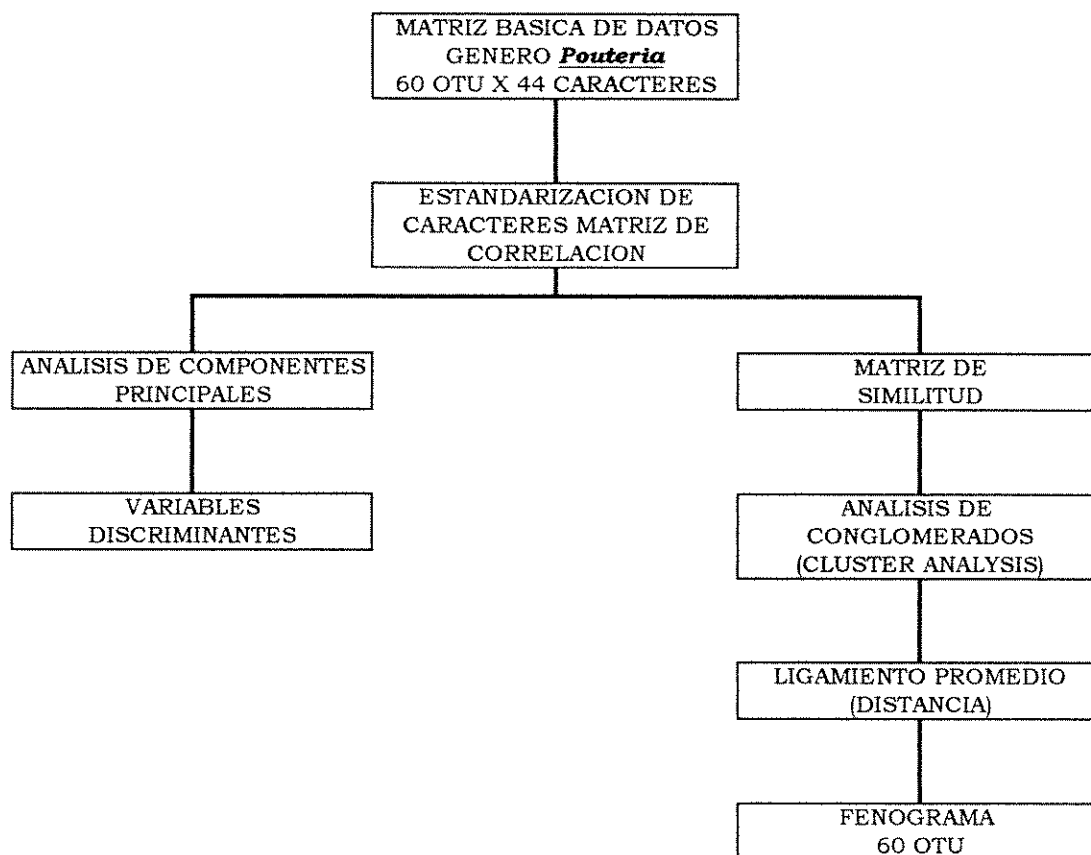 MATRIZ BASICA DE DATOS
GENERO Pouteria
60 OTU X 44 CARACTERES
ESTANDARIZACION DE
CARACTERES MATRIZ DE
CORRELACION
ANALISIS DE COMPONENTES
PRINCIPALES
VARIABLES
DISCRIMINANTES
MATRIZ DE
SIMILITUD
ANALISIS DE
CONGLOMERADOS
(CLUSTER ANALYSIS)
LIGAMIENTO PROMEDIO
(DISTANCIA)
FENOGRAMA
60 OTU